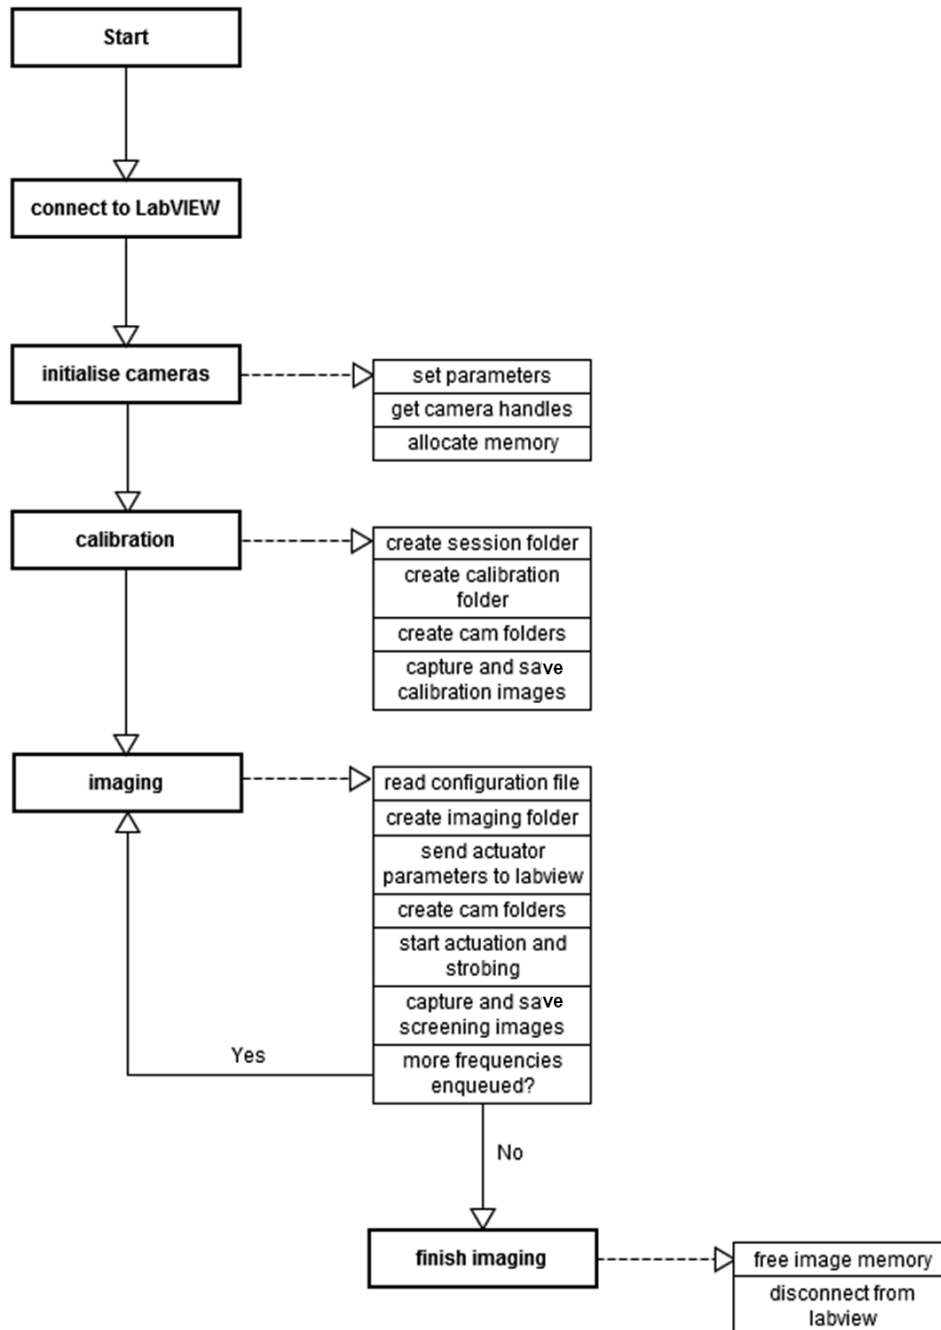 Start
connect to LabVIEW
initialise cameras
set parameters
get camera handles
allocate memory
calibration
create session folder
create calibration
folder
create cam folders
capture and save
calibration images
imaging
read configuration file
create imaging folder
send actuator
parameters to labview
create cam folders
start actuation and
strobing
capture and save
screening images
more frequencies
enqueued?
Yes
No
finish imaging
free image memory
disconnect from
labview